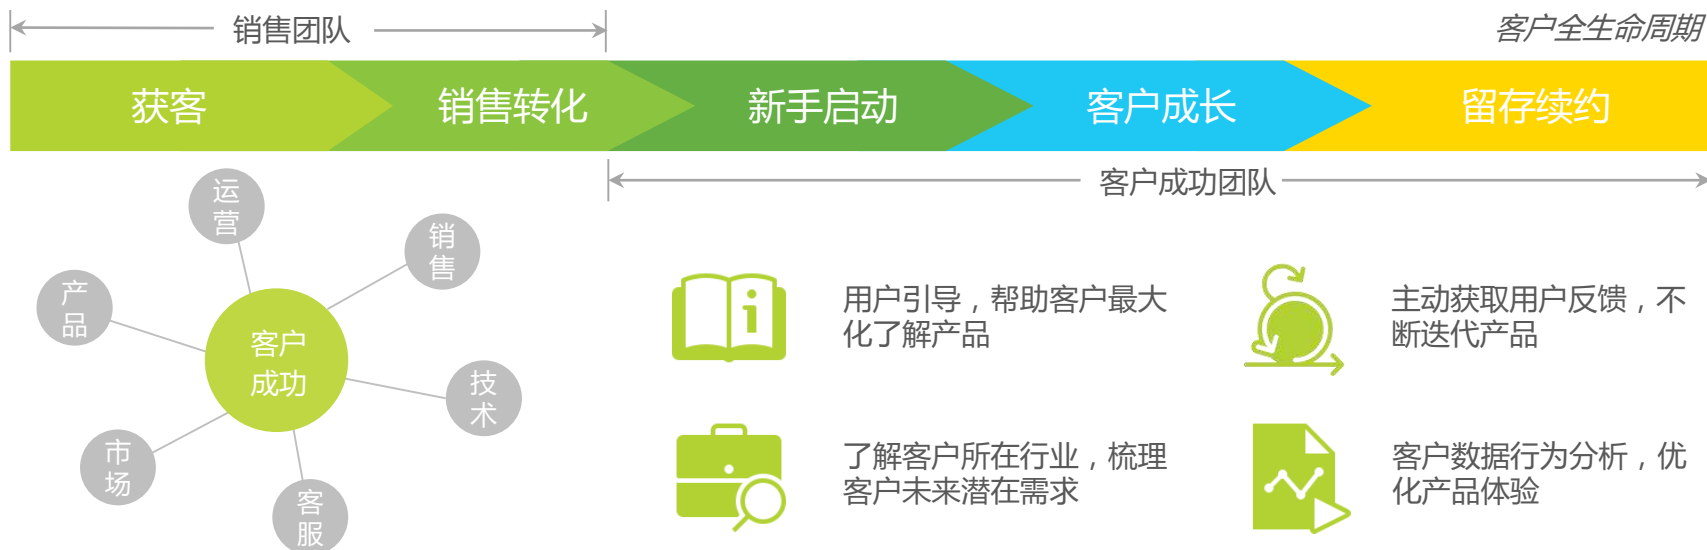 销售团队
客户全生命周期
获客
销售转化
新手启动
客户成长
留存续约
客户成功团队
运
营
销
售
产
品
客户
成功
技
术
市
场
客
服
用户引导，帮助客户最大
化了解产品
主动获取用户反馈，不
断迭代产品
了解客户所在行业，梳理
客户未来潜在需求
客户数据行为分析，优
化产品体验